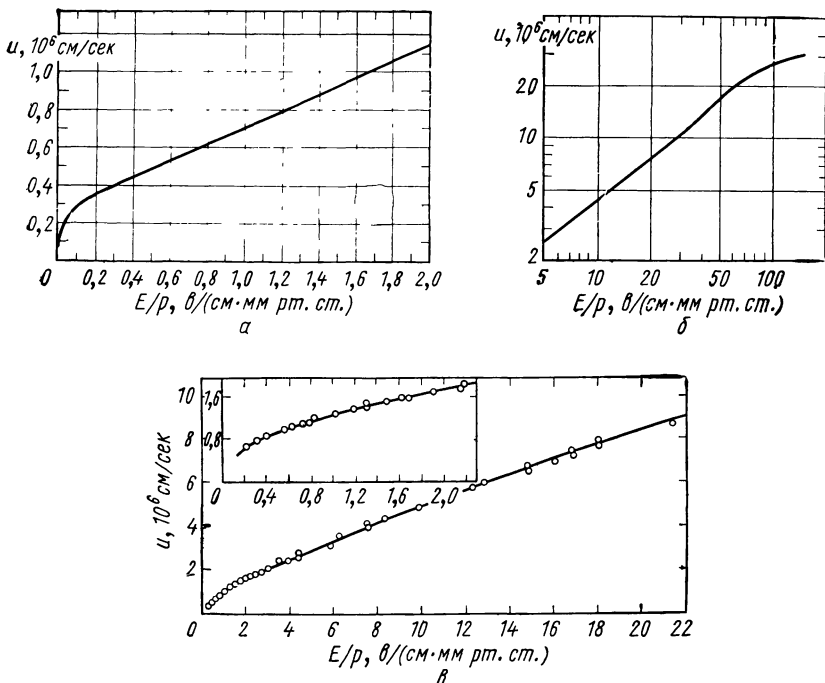 u, 10⁶ см/сек
1,0
0,8
0,6
0,4
0,2
0 0,2 0,4 0,6 0,8 1,0 1,2 1,4 1,6 1,8 2,0
E/p, в/(см·мм рт. ст.)
а
u, 10⁶ см/сек
20
10
5
2
5 10 20 50 100
E/p, в/(см·мм рт. ст.)
б
u, 10⁶ см/сек
10
8
6
4
2
1,6
0,8
0 0,4 0,8 1,2 1,6 2,0
0 2 4 6 8 10 12 14 16 18 20 22
E/p, в/(см·мм рт. ст.)
в